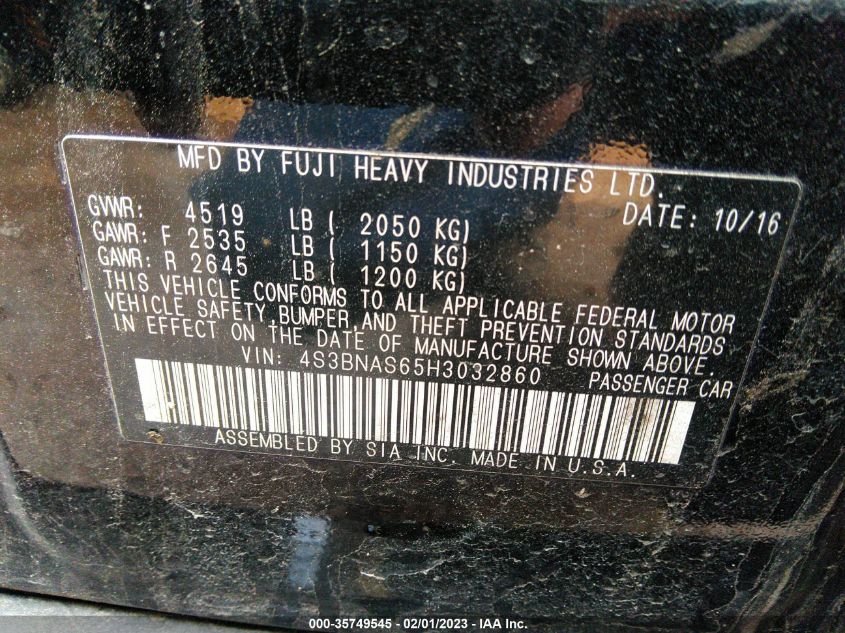 MFD BY FUJI HEAVY INDUSTRIES LTD.
GVWR: 4519 LB ( 2050 KG) DATE: 10/16
GAWR: F 2535 LB ( 1150 KG)
GAWR: R 2645 LB ( 1200 KG)
THIS VEHICLE CONFORMS TO ALL APPLICABLE FEDERAL MOTOR
VEHICLE SAFETY, BUMPER, AND THEFT PREVENTION STANDARDS
IN EFFECT ON THE DATE OF MANUFACTURE SHOWN ABOVE.
VIN: 4S3BNAS65H3032860 PASSENGER CAR
ASSEMBLED BY SIA INC. MADE IN U.S.A.
000-35749545 - 02/01/2023 - © IAA